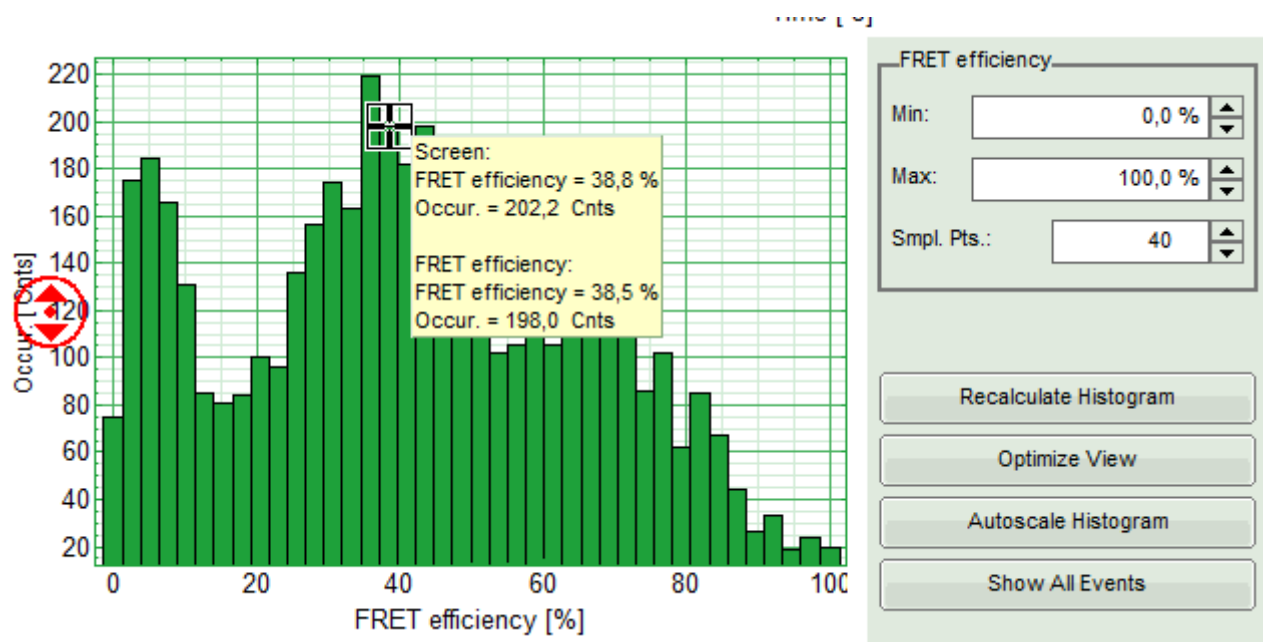 220
200
180
160
140
120
100
80
60
40
20
Occur. [ Cnts]
0
20
40
60
80
100
FRET efficiency [%]
Screen:
FRET efficiency = 38,8 %
Occur. = 202,2 Cnts
FRET efficiency:
FRET efficiency = 38,5 %
Occur. = 198,0 Cnts
FRET efficiency
Min: 0,0 %
Max: 100,0 %
Smpl. Pts.: 40
Recalculate Histogram
Optimize View
Autoscale Histogram
Show All Events